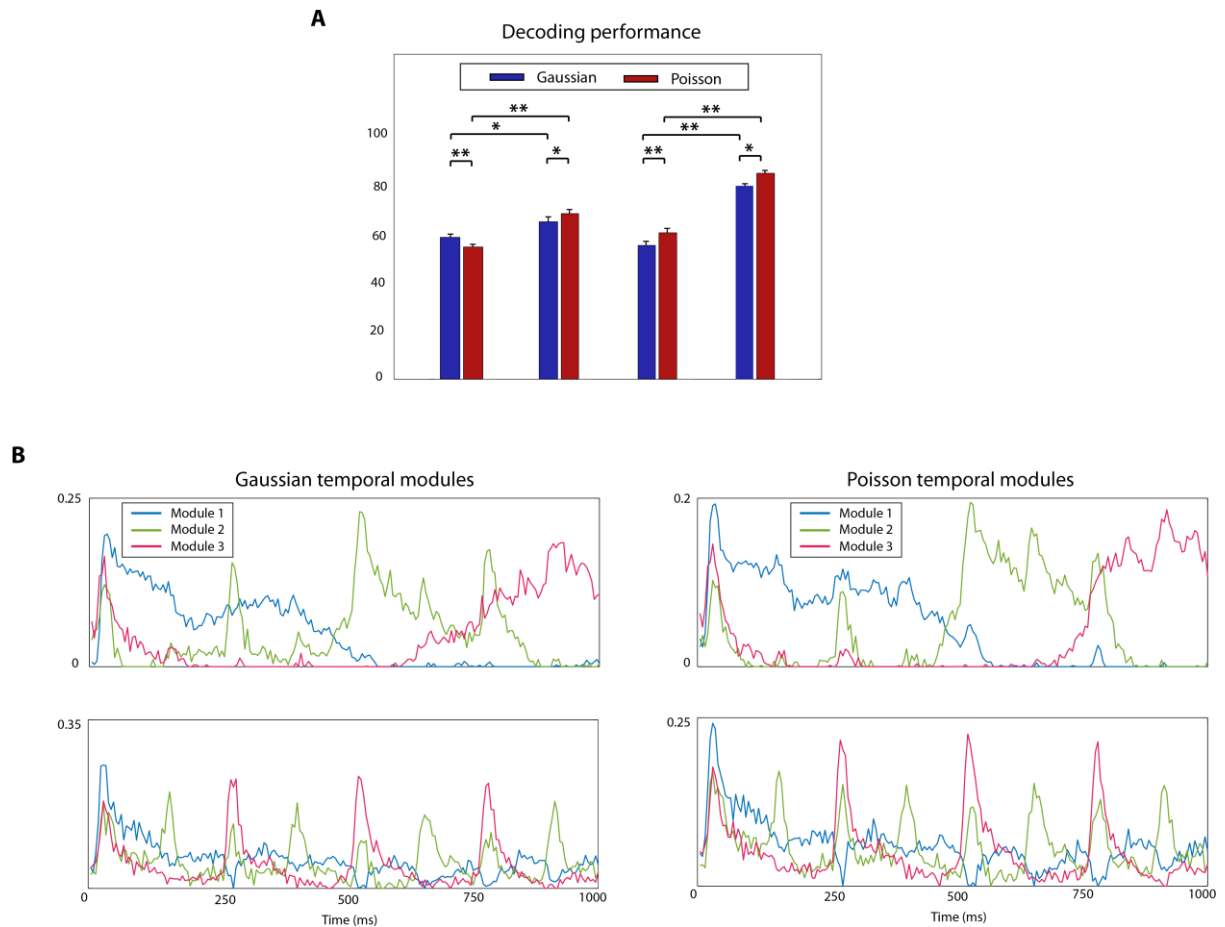 A
Decoding performance
Gaussian Poisson
** **
* **
** * ** *
100
80
60
40
20
0
B
Gaussian temporal modules
0.25
Module 1
Module 2
Module 3
0
0.35
0 250 500 750 1000
Time (ms)
Poisson temporal modules
0.2
Module 1
Module 2
Module 3
0
0.25
0 250 500 750 1000
Time (ms)